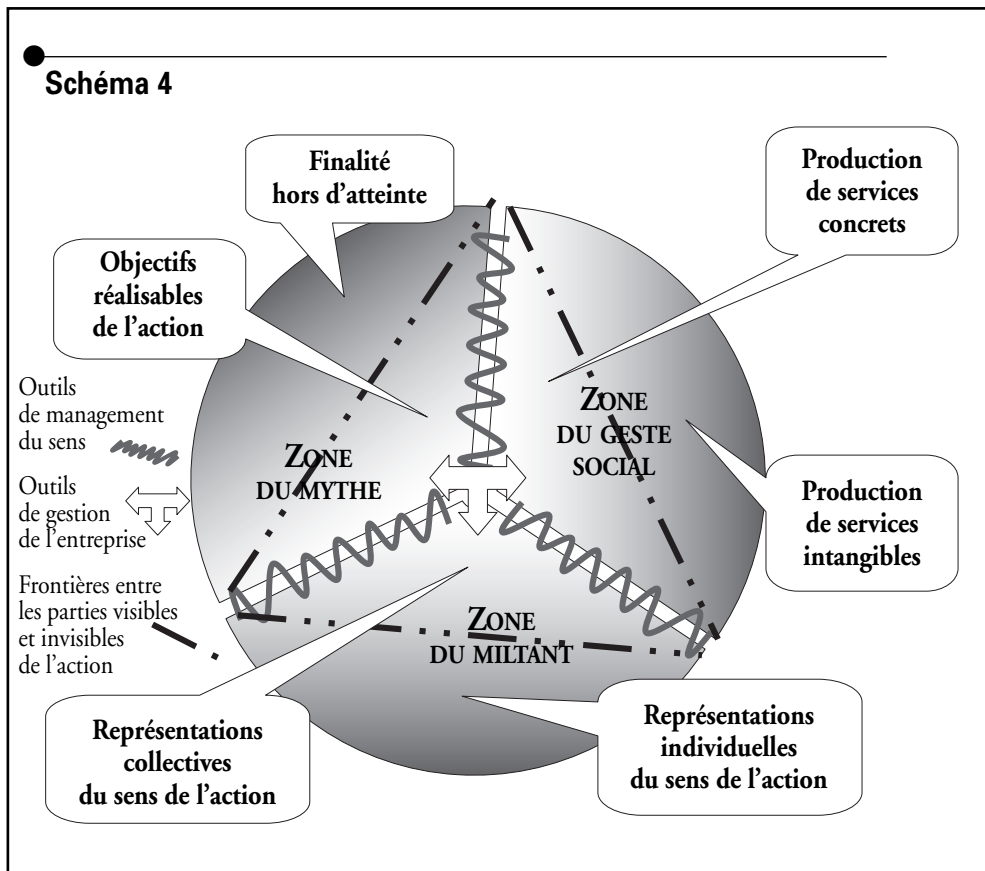 Schéma 4
Finalité
hors d'atteinte
Production
de services
concrets
Objectifs
réalisables
de l'action
Outils
de management
du sens
Outils
de gestion
de l'entreprise
Frontières entre
les parties visibles
et invisibles
de l'action
ZONE
DU MYTHE
ZONE
DU GESTE
SOCIAL
Production
de services
intangibles
ZONE
DU MILTANT
Représentations
collectives
du sens de l'action
Représentations
individuelles
du sens de l'action